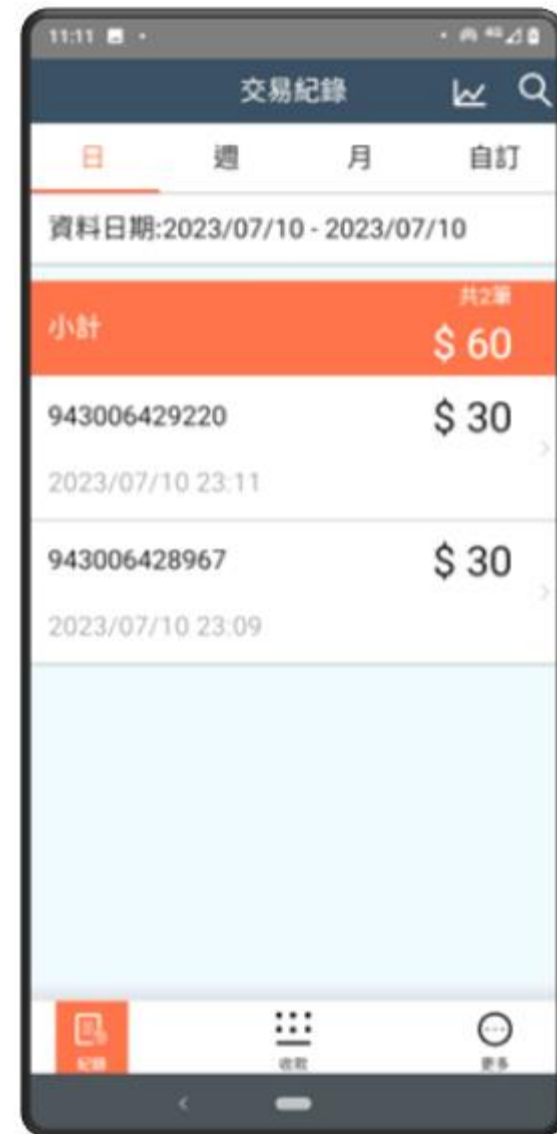 11:11
4G
交易紀錄
日 週 月 自訂
資料日期:2023/07/10 - 2023/07/10
共2筆
小計
$ 60
943006429220
$ 30
2023/07/10 23:11
943006428967
$ 30
2023/07/10 23:09
紀錄 收款 更多